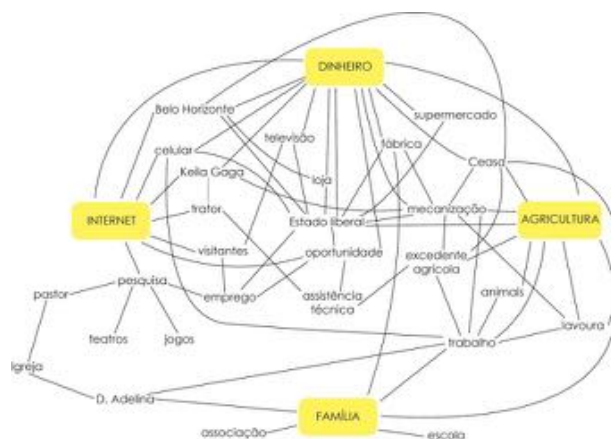 DINHEIRO
Belo Horizonte
supermercado
televisão
fábrica
celular
Ceasa
Keila Gaga
loja
INTERNET
trator
Estado liberal
mecanização
AGRICULTURA
visitantes
oportunidade
excedente
agrícola
pesquisa
pastor
emprego
assistência
técnica
animais
teatros
jogos
trabalho
lavoura
Igreja
D. Adelina
FAMÍLIA
associação
escola